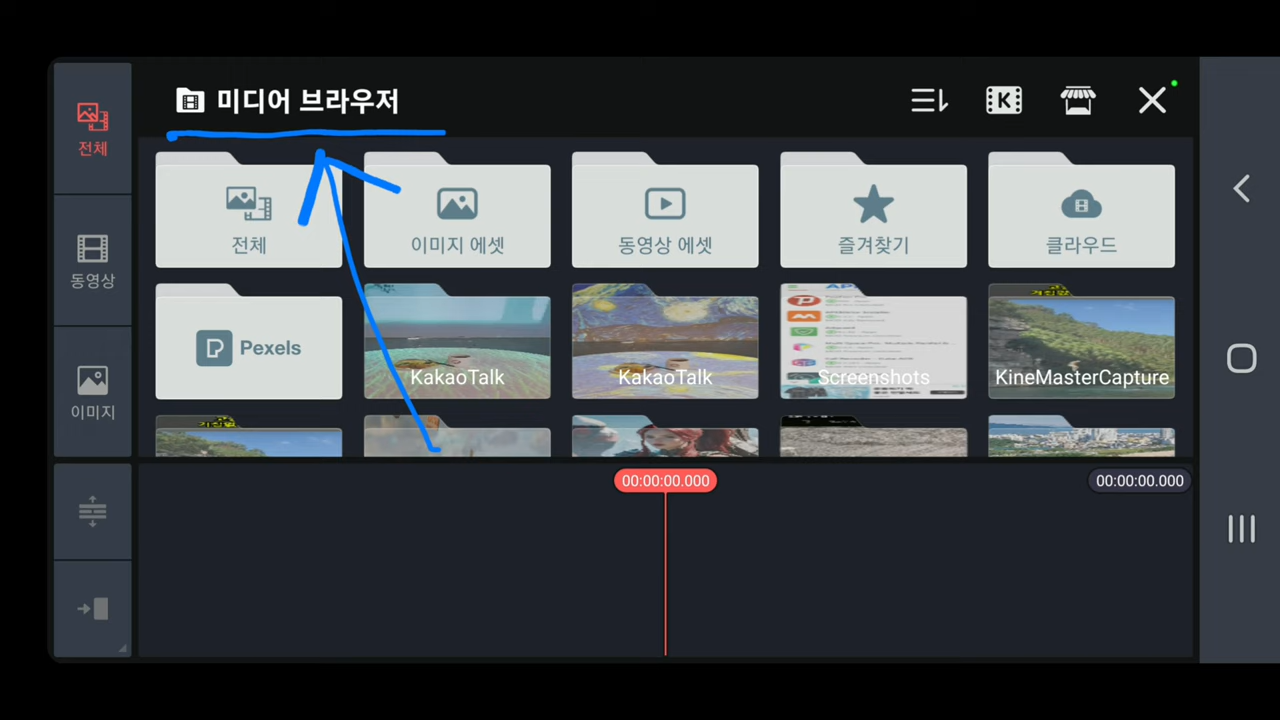 미디어 브라우저
전체
동영상
이미지
전체
이미지 에셋
동영상 에셋
즐겨찾기
클라우드
Pexels
KakaoTalk
KakaoTalk
Screenshots
KineMasterCapture
00:00:00.000
00:00:00.000